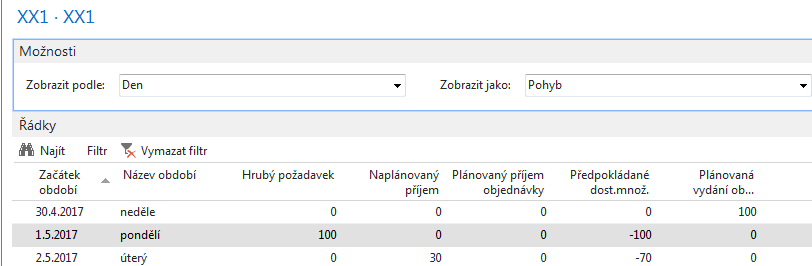 XX1 · XX1
Možnosti
Zobrazit podle: Den Zobrazit jako: Pohyb
Řádky
Najít Filtr Vymazat filtr
Začátek období Název období Hrubý požadavek Naplánovaný příjem Plánovaný příjem objednávky Předpokládané dost.množ. Plánovaná vydání ob...
30.4.2017 neděle 0 0 0 0 100
1.5.2017 pondělí 100 0 0 -100 0
2.5.2017 úterý 0 30 0 -70 0